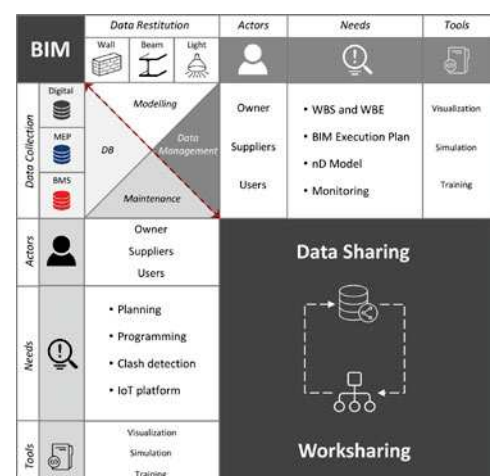 BIM
Data Restitution
Actors
Needs
Tools
Wall
Beam
Light
Data Collection
Digital
MEP
BMS
Modelling
DB
Data
Management
Maintenance
Owner
Suppliers
Users
• WBS and WBE
• BIM Execution Plan
• nD Model
• Monitoring
Visualization
Simulation
Training
Actors
Owner
Suppliers
Users
Needs
• Planning
• Programming
• Clash detection
• IoT platform
Tools
Visualization
Simulation
Training
Data Sharing
Worksharing